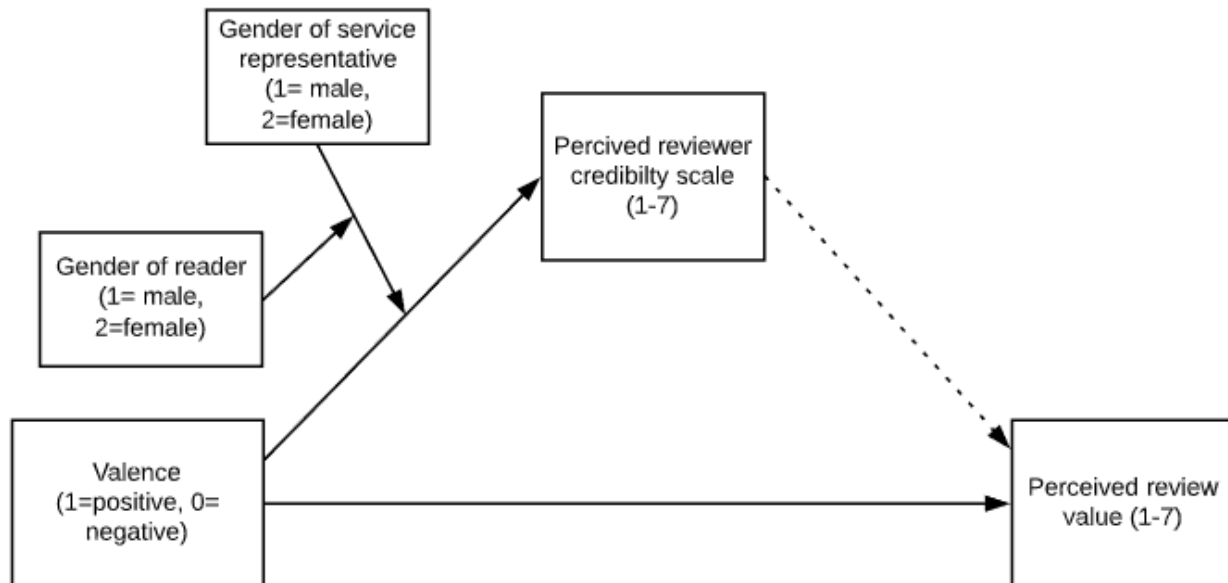 Gender of service
representative
(1= male,
2=female)
Percived reviewer
credibilty scale
(1-7)
Gender of reader
(1= male,
2=female)
Valence
(1=positive, 0=
negative)
Perceived review
value (1-7)